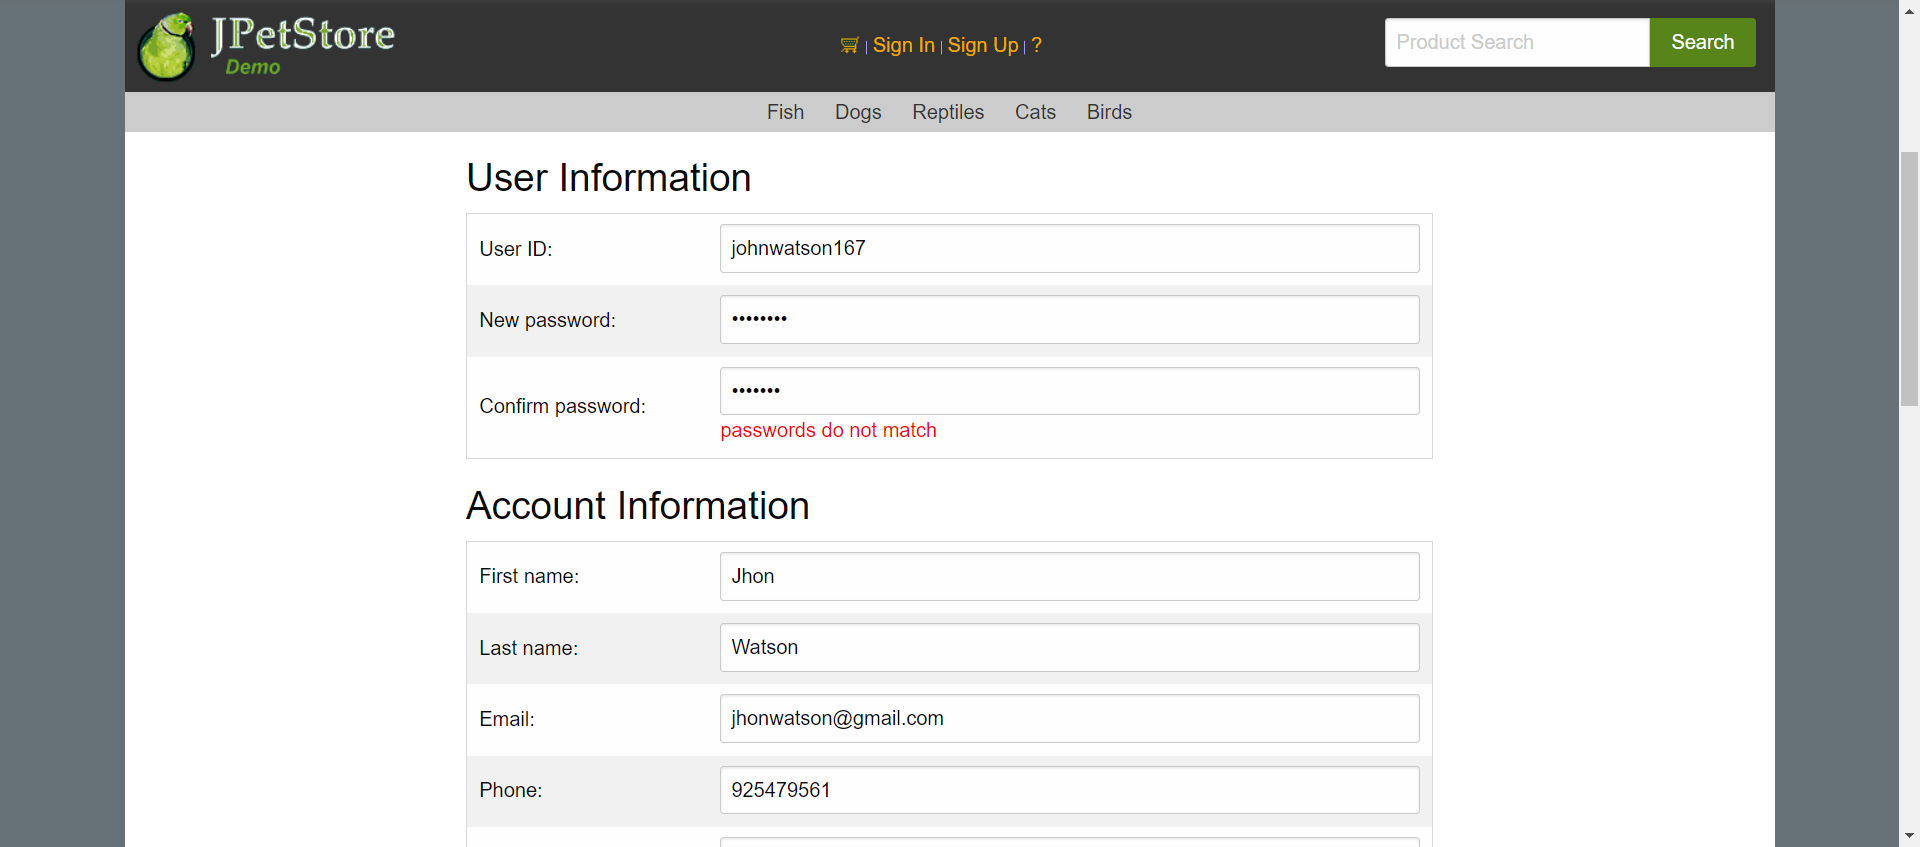 JPetStore
Demo
| Sign In | Sign Up | ?
Product Search
Search
Fish Dogs Reptiles Cats Birds
User Information
User ID: johnwatson167
New password: ••••••••
Confirm password: •••••••
passwords do not match
Account Information
First name: Jhon
Last name: Watson
Email: jhonwatson@gmail.com
Phone: 925479561